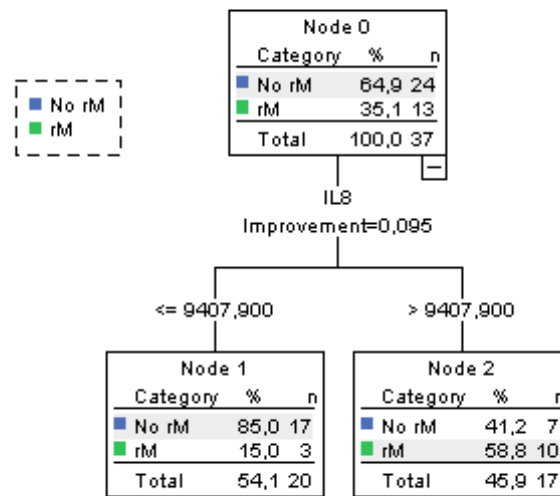 No rM
rM
Node 0
Category % n
No rM 64,9 24
rM 35,1 13
Total 100,0 37
IL8
Improvement=0,095
<= 9407,900
> 9407,900
Node 1
Category % n
No rM 85,0 17
rM 15,0 3
Total 54,1 20
Node 2
Category % n
No rM 41,2 7
rM 58,8 10
Total 45,9 17